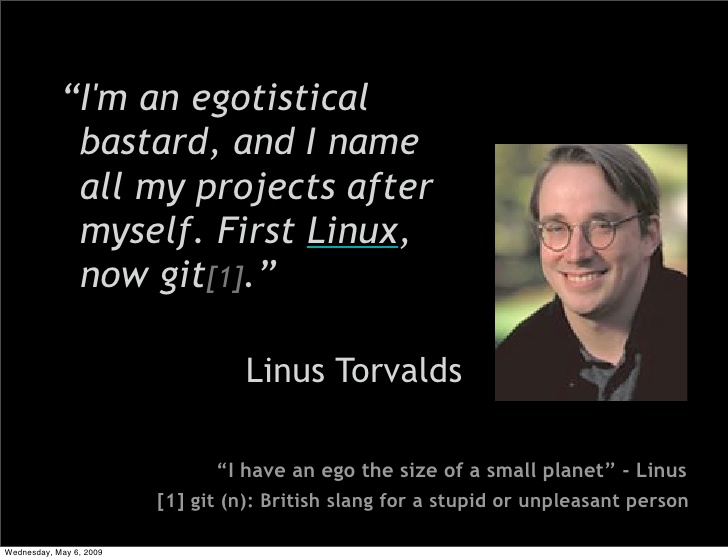 “I'm an egotistical
bastard, and I name
all my projects after
myself. First Linux,
now git[1].”
Linus Torvalds
“I have an ego the size of a small planet” - Linus
[1] git (n): British slang for a stupid or unpleasant person
Wednesday, May 6, 2009